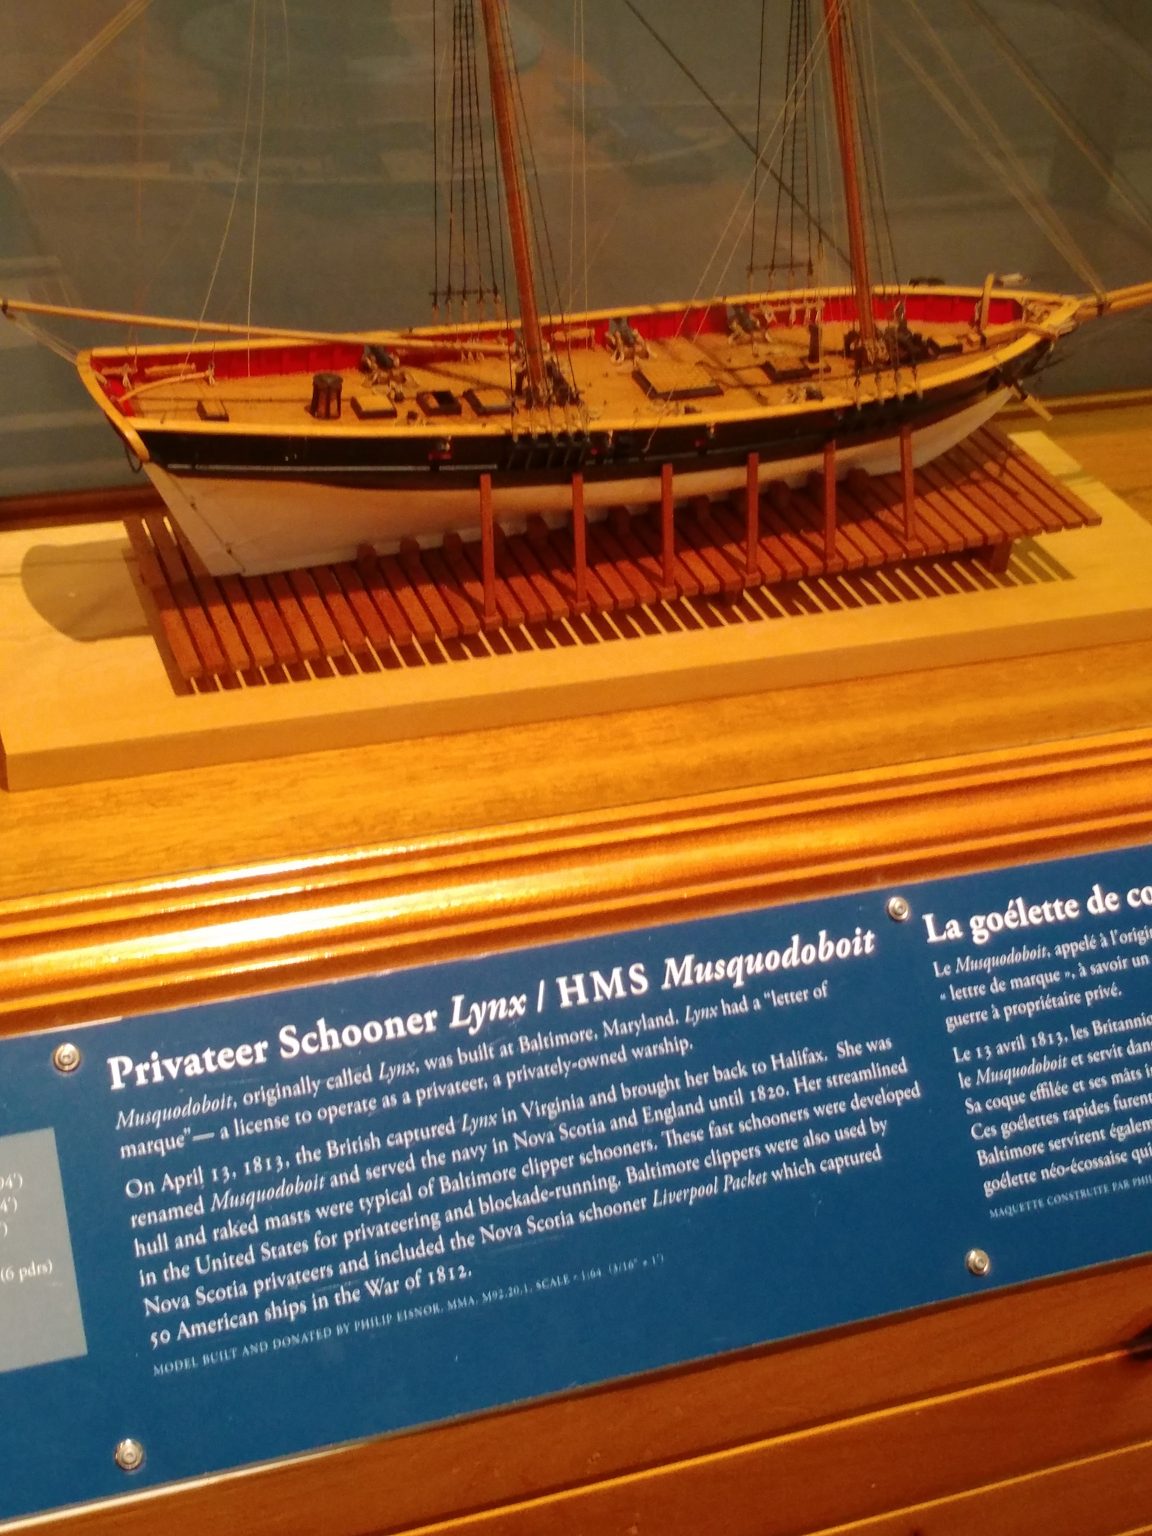 Privateer Schooner Lynx / HMS Musquodoboit
Musquodoboit, originally called Lynx, was built at Baltimore, Maryland. Lynx had a "letter of
marque"— a license to operate as a privateer, a privately-owned warship.
On April 13, 1813, the British captured Lynx in Virginia and brought her back to Halifax. She was
renamed Musquodoboit and served the navy in Nova Scotia and England until 1820. Her streamlined
hull and raked masts were typical of Baltimore clipper schooners. These fast schooners were developed
in the United States for privateering and blockade-running. Baltimore clippers were also used by
Nova Scotia privateers and included the Nova Scotia schooner Liverpool Packet which captured
50 American ships in the War of 1812.
MODEL BUILT AND DONATED BY PHILIP EISNOR, MMA, M92.20.1, SCALE - 1:64 (3/16" = 1')
La goélette de co
Le Musquodoboit, appelé à l'origi
« lettre de marque », à savoir un
guerre à propriétaire privé.
Le 13 avril 1813, les Britannic
le Musquodoboit et servit dan
Sa coque effilée et ses mâts i
Ces goélettes rapides furen
Baltimore servirent égalem
goélette néo-écossaise qui
MAQUETTE CONSTRUITE PAR PHI
4')
(6 pdrs)